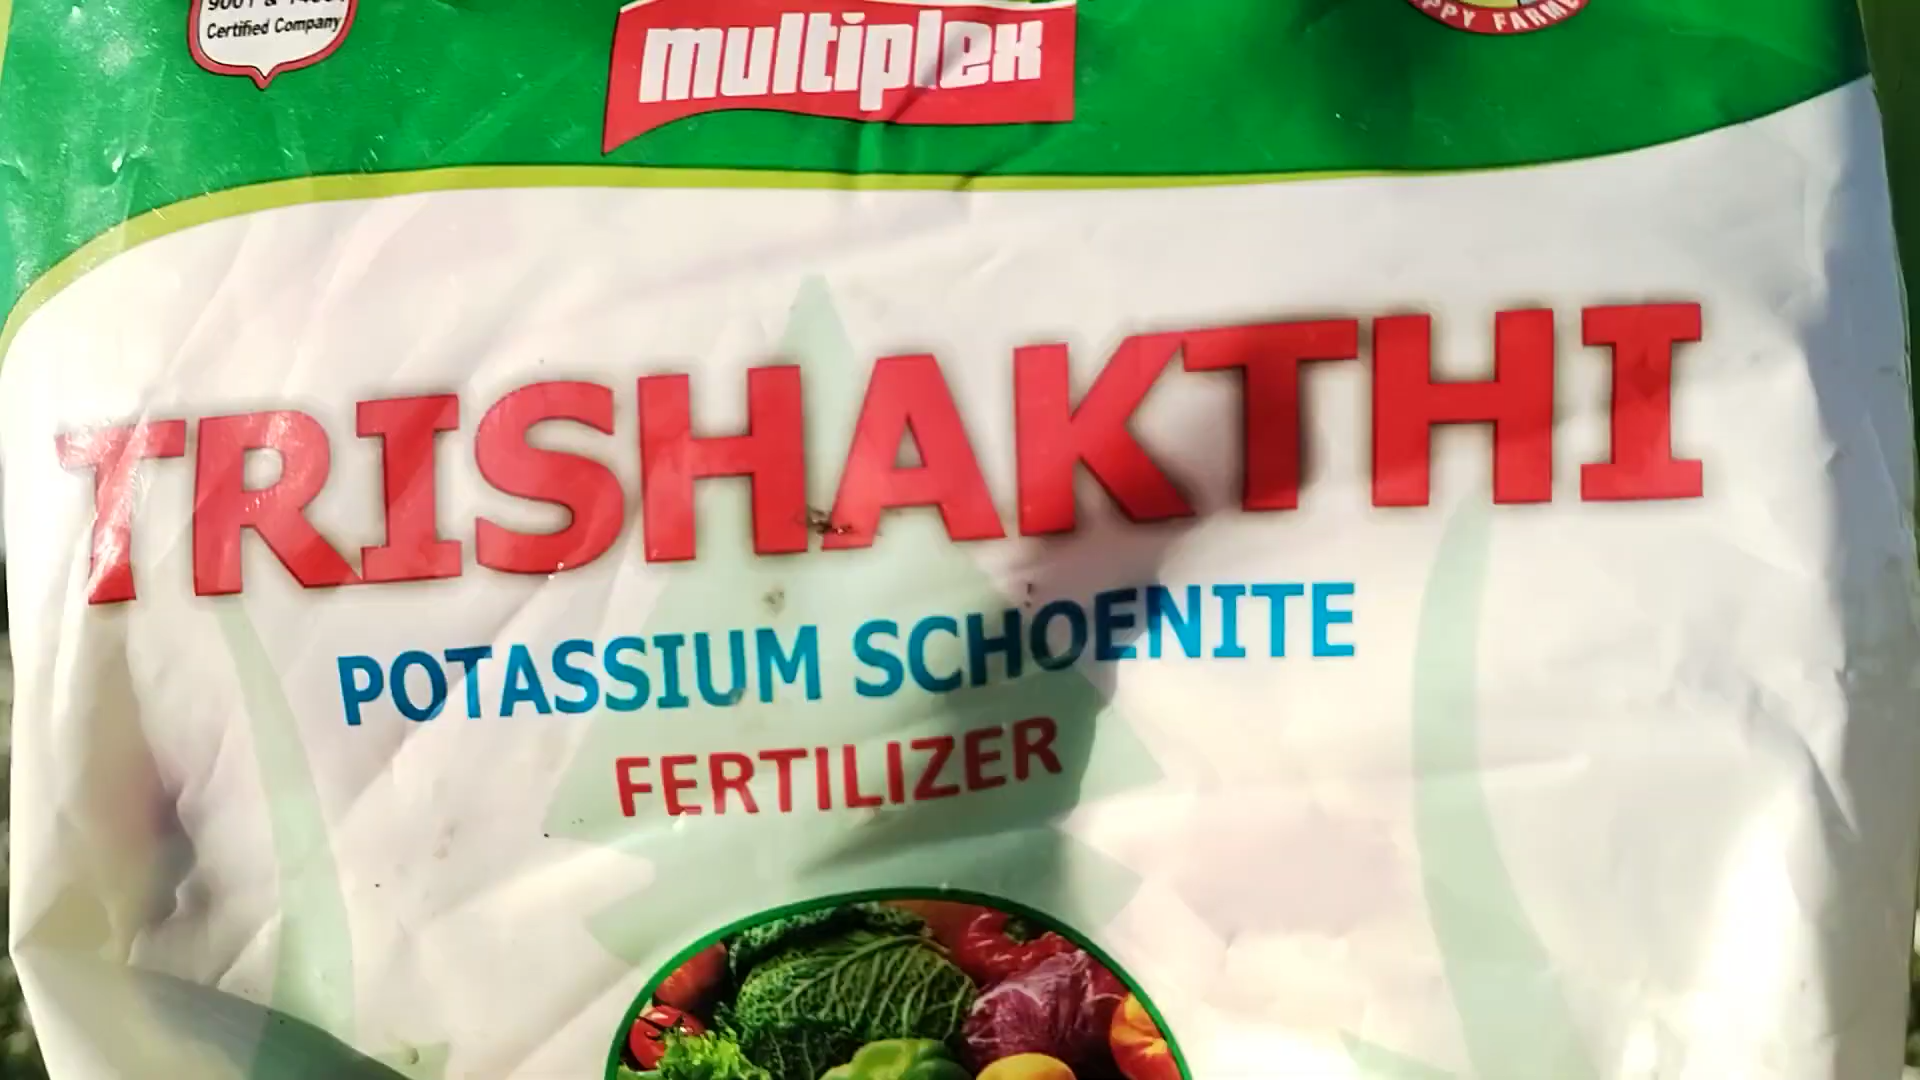 Certified Company
multiplex
TRISHAKTHI
POTASSIUM SCHOENITE
FERTILIZER